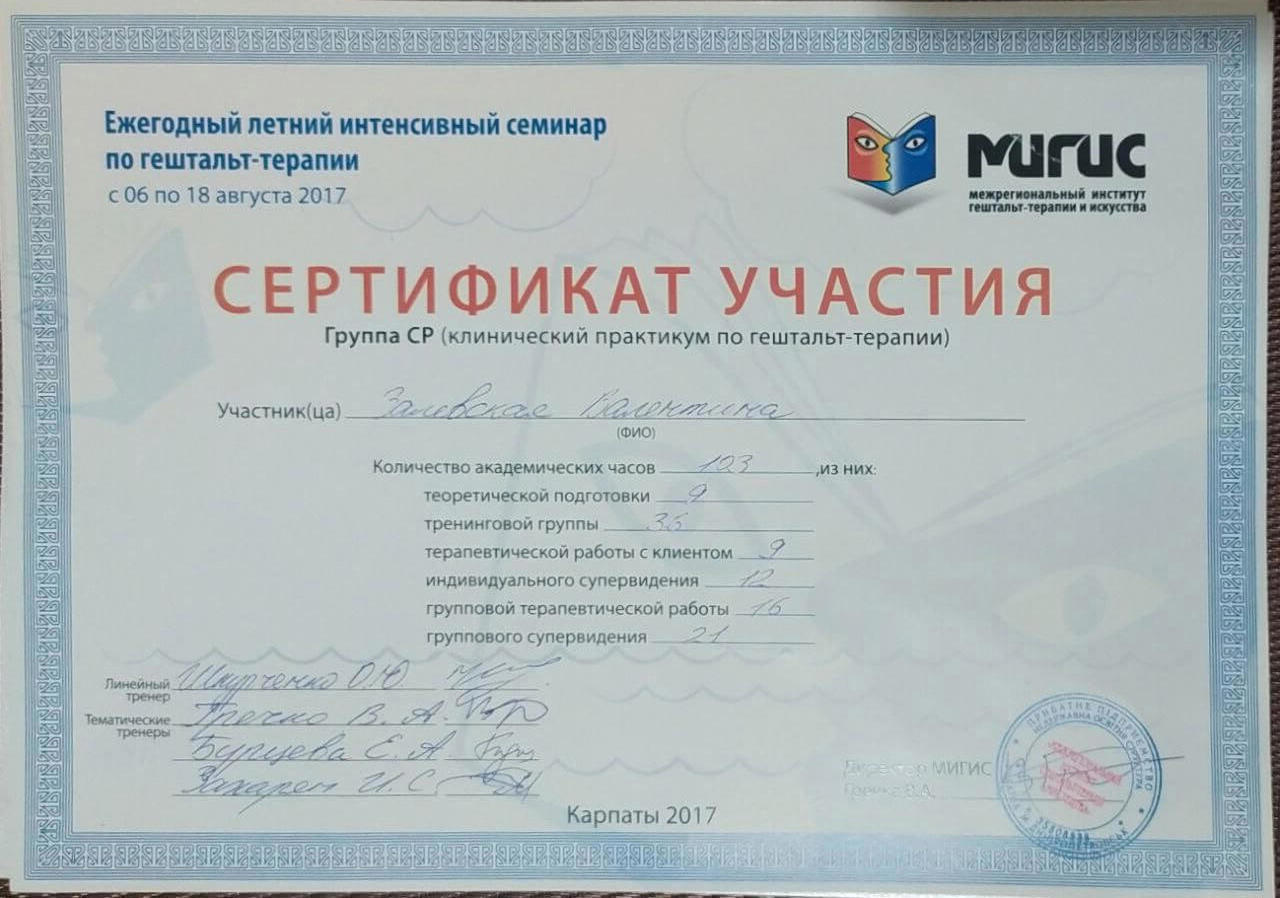 Ежегодный летний интенсивный семинар
по гештальт-терапии
с 06 по 18 августа 2017
МИГИС
межрегиональный институт
гештальт-терапии и искусства
СЕРТИФИКАТ УЧАСТИЯ
Группа СР (клинический практикум по гештальт-терапии)
Участник(ца) Залевская Валентина
(ФИО)
Количество академических часов 103 ,из них:
теоретической подготовки 9
тренинговой группы
терапевтической работы с клиентом 9
индивидуального супервидения 12
групповой терапевтической работы 16
группового супервидения 21
Линейный
тренер Шкурченко О.Ю.
Тематические
тренеры Гречко В. А.
Бурцева Е. А
И. С
Директор МИГИС
В.А.
ПРИВАТНЕ ПІДПРИЄМСТВО
Карпаты 2017